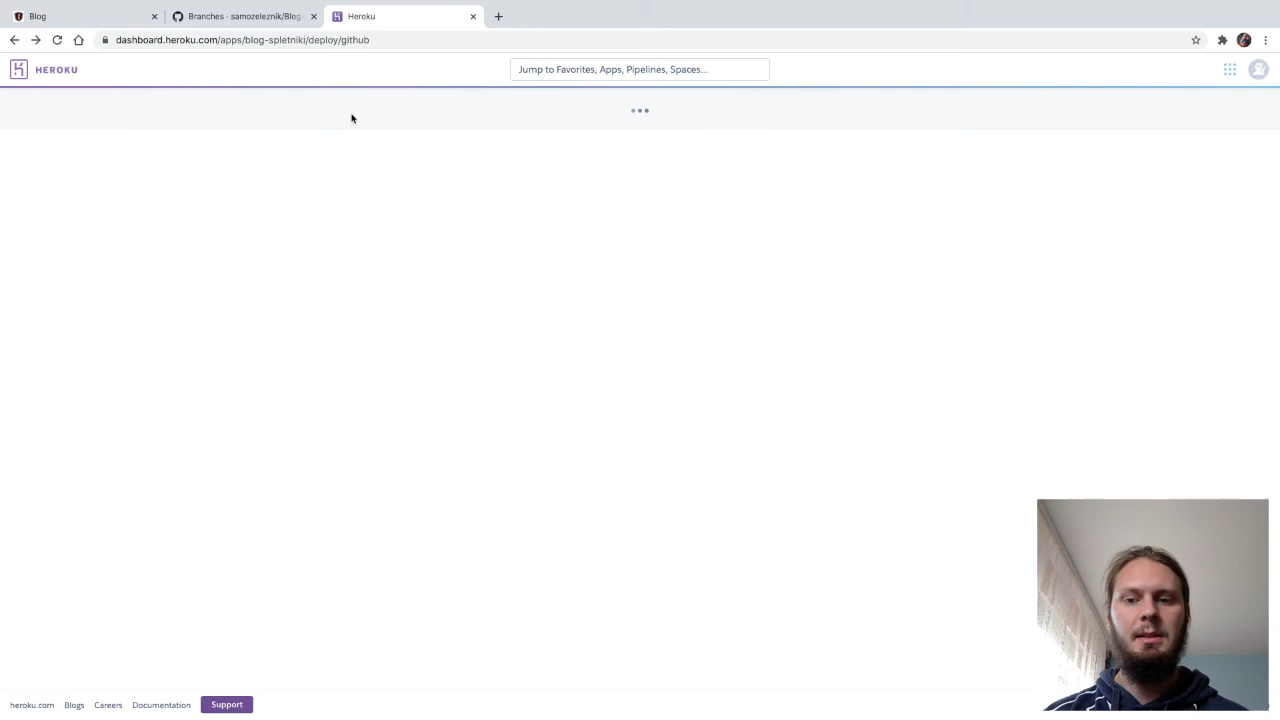 Blog
Branches · samozeleznik/Blog
Heroku
dashboard.heroku.com/apps/blog-spletniki/deploy/github
HEROKU
Jump to Favorites, Apps, Pipelines, Spaces...
heroku.com
Blogs
Careers
Documentation
Support